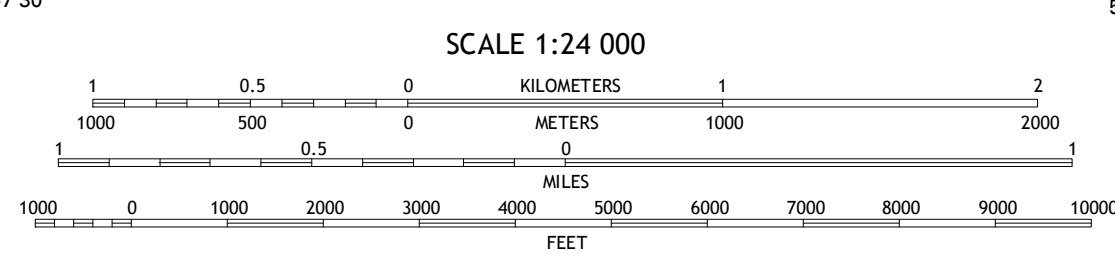 SCALE 1:24 000
1 0.5 0 KILOMETERS 1 2
1000 500 0 METERS 1000 2000
1 0.5 0 1
MILES
1000 0 1000 2000 3000 4000 5000 6000 7000 8000 9000 10000
FEET